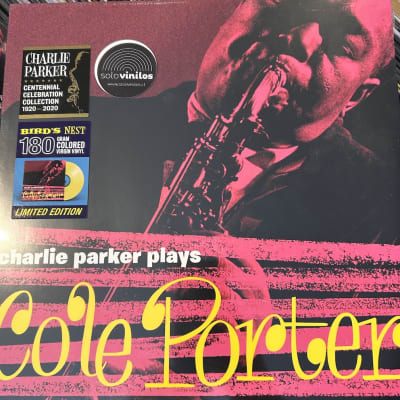 CHARLIE
PARKER
CENTENNIAL
CELEBRATION
COLLECTION
1920 - 2020
solovinilos
BIRD'S NEST
180 GRAM
COLORED
VIRGIN VINYL
LIMITED EDITION
charlie parker plays
Cole Porter